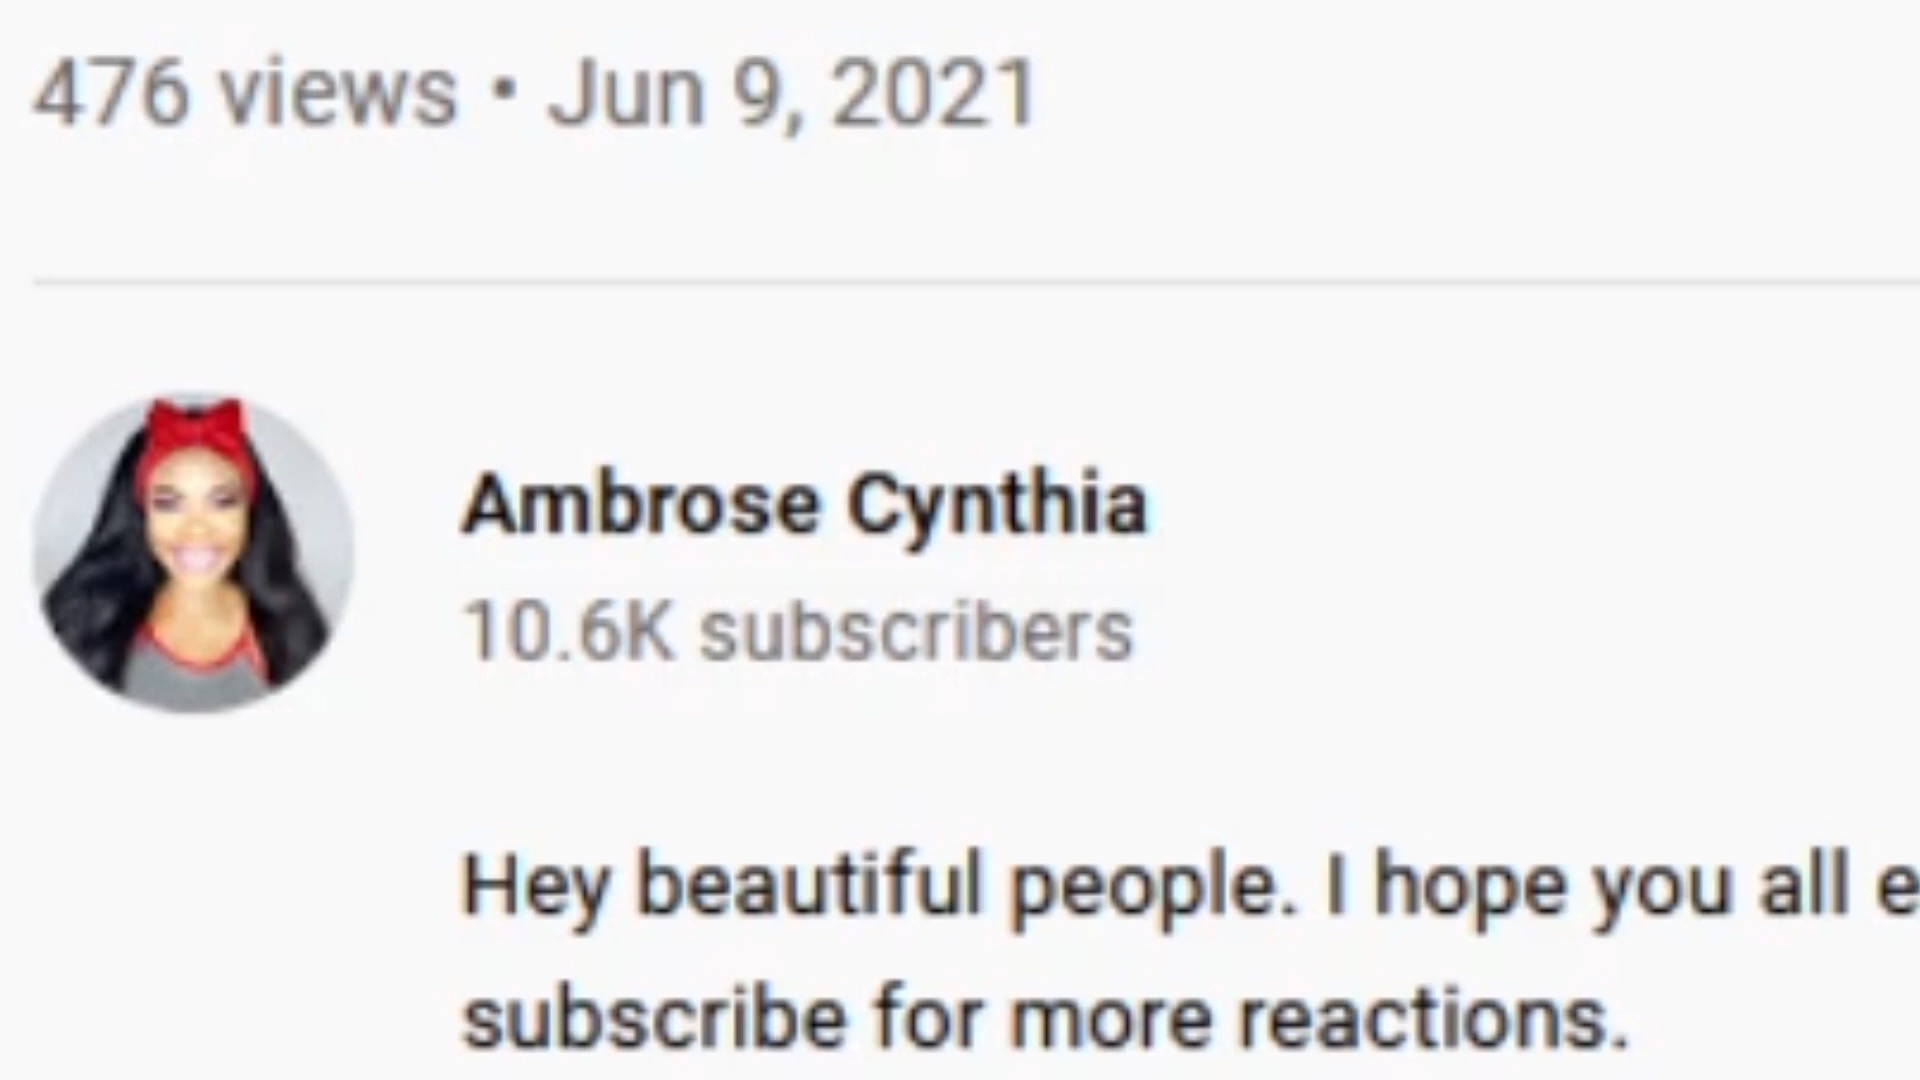 476 views • Jun 9, 2021
Ambrose Cynthia
10.6K subscribers
Hey beautiful people. I hope you all e
subscribe for more reactions.